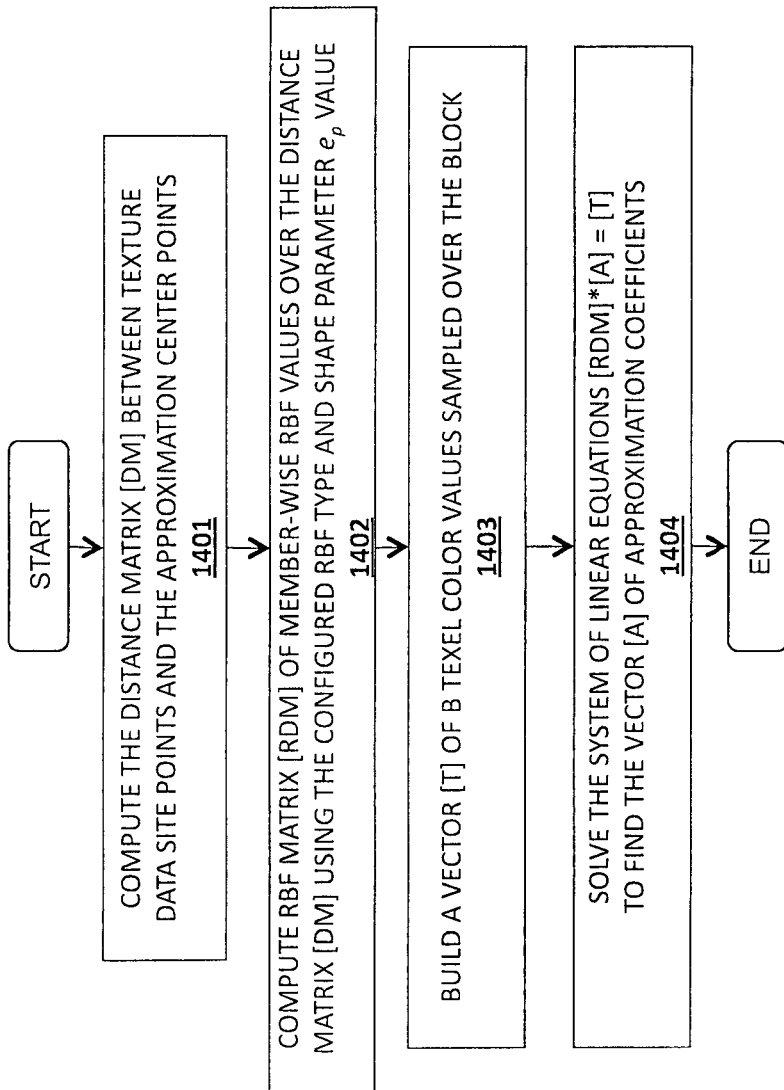 START
COMPUTE THE DISTANCE MATRIX [DM] BETWEEN TEXTURE
DATA SITE POINTS AND THE APPROXIMATION CENTER POINTS
1401
COMPUTE RBF MATRIX [RDM] OF MEMBER-WISE RBF VALUES OVER THE DISTANCE
MATRIX [DM] USING THE CONFIGURED RBF TYPE AND SHAPE PARAMETER e_p VALUE
1402
BUILD A VECTOR [T] OF B TEXEL COLOR VALUES SAMPLED OVER THE BLOCK
1403
SOLVE THE SYSTEM OF LINEAR EQUATIONS [RDM]*[A] = [T]
TO FIND THE VECTOR [A] OF APPROXIMATION COEFFICIENTS
1404
END